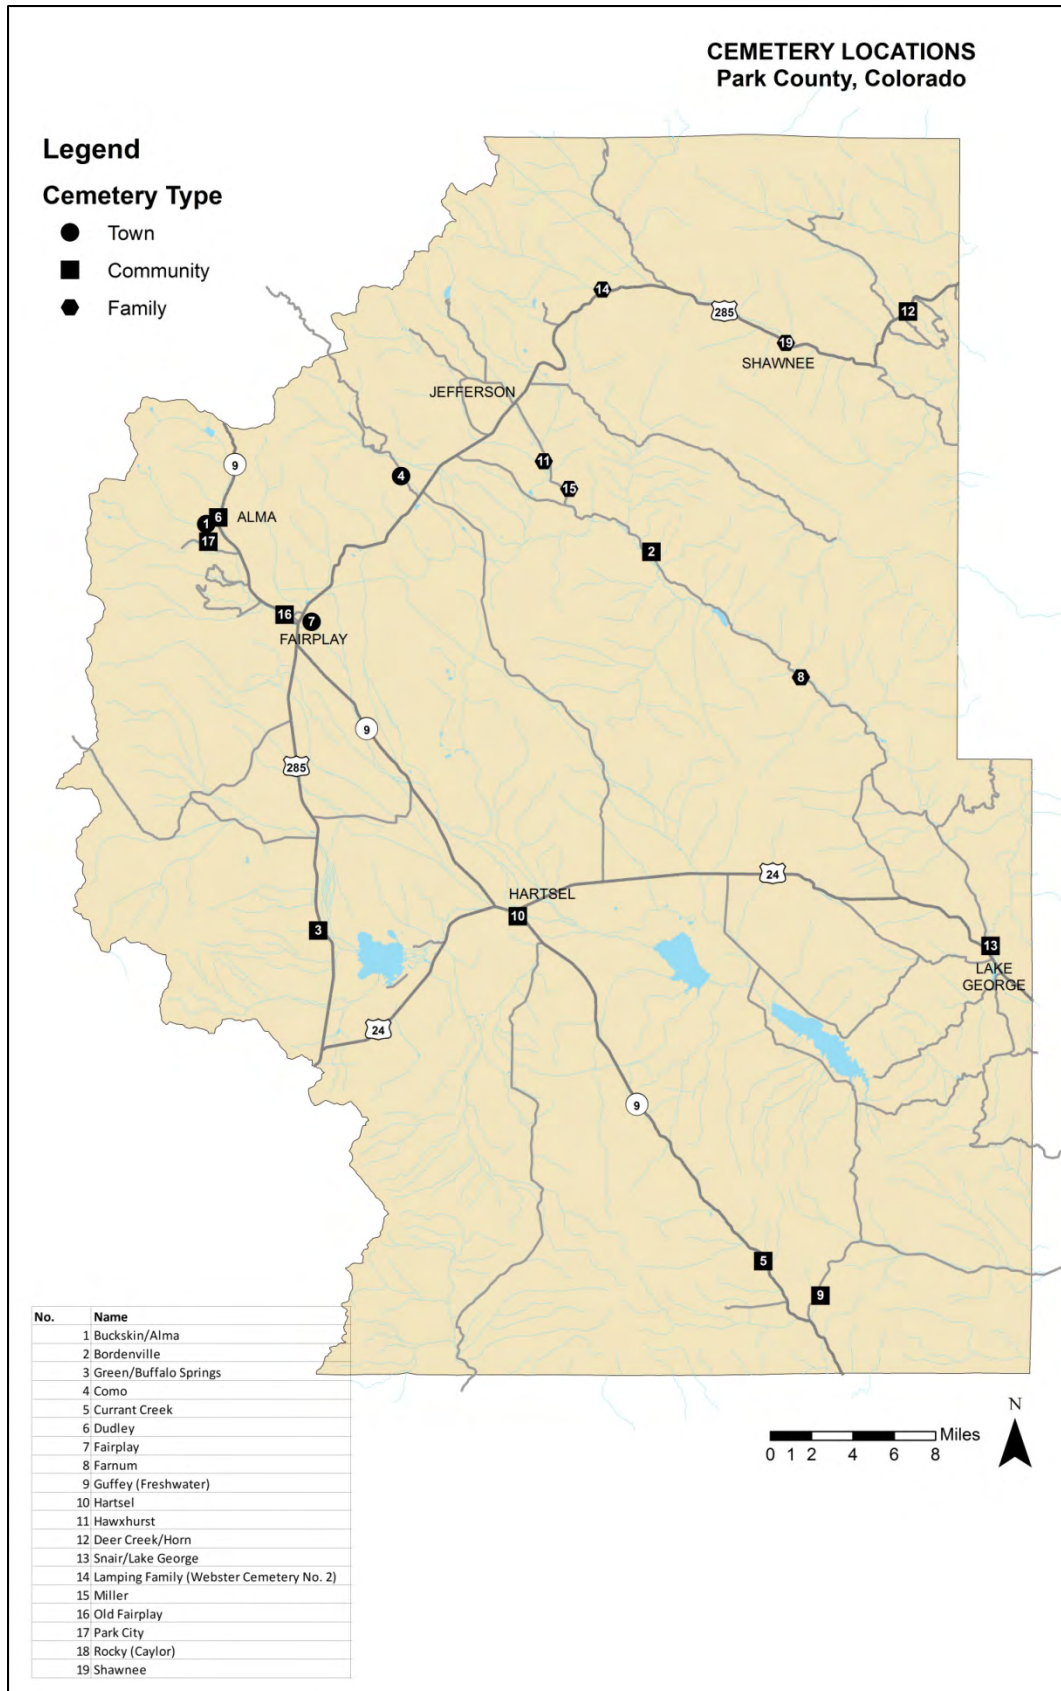 CEMETERY LOCATIONS
Park County, Colorado
Legend
Cemetery Type
Town
Community
Family
14
285
12
19
SHAWNEE
JEFFERSON
9
4
11
15
1 6 ALMA
17
2
16
7
FAIRPLAY
8
9
285
24
HARTSEL
10
3
13
LAKE
GEORGE
24
9
5
9
No. Name
1 Buckskin/Alma
2 Bordenville
3 Green/Buffalo Springs
4 Como
5 Currant Creek
6 Dudley
7 Fairplay
8 Farnum
9 Guffey (Freshwater)
10 Hartsel
11 Hawxhurst
12 Deer Creek/Horn
13 Snair/Lake George
14 Lamping Family (Webster Cemetery No. 2)
15 Miller
16 Old Fairplay
17 Park City
18 Rocky (Caylor)
19 Shawnee
N
Miles
0 1 2 4 6 8